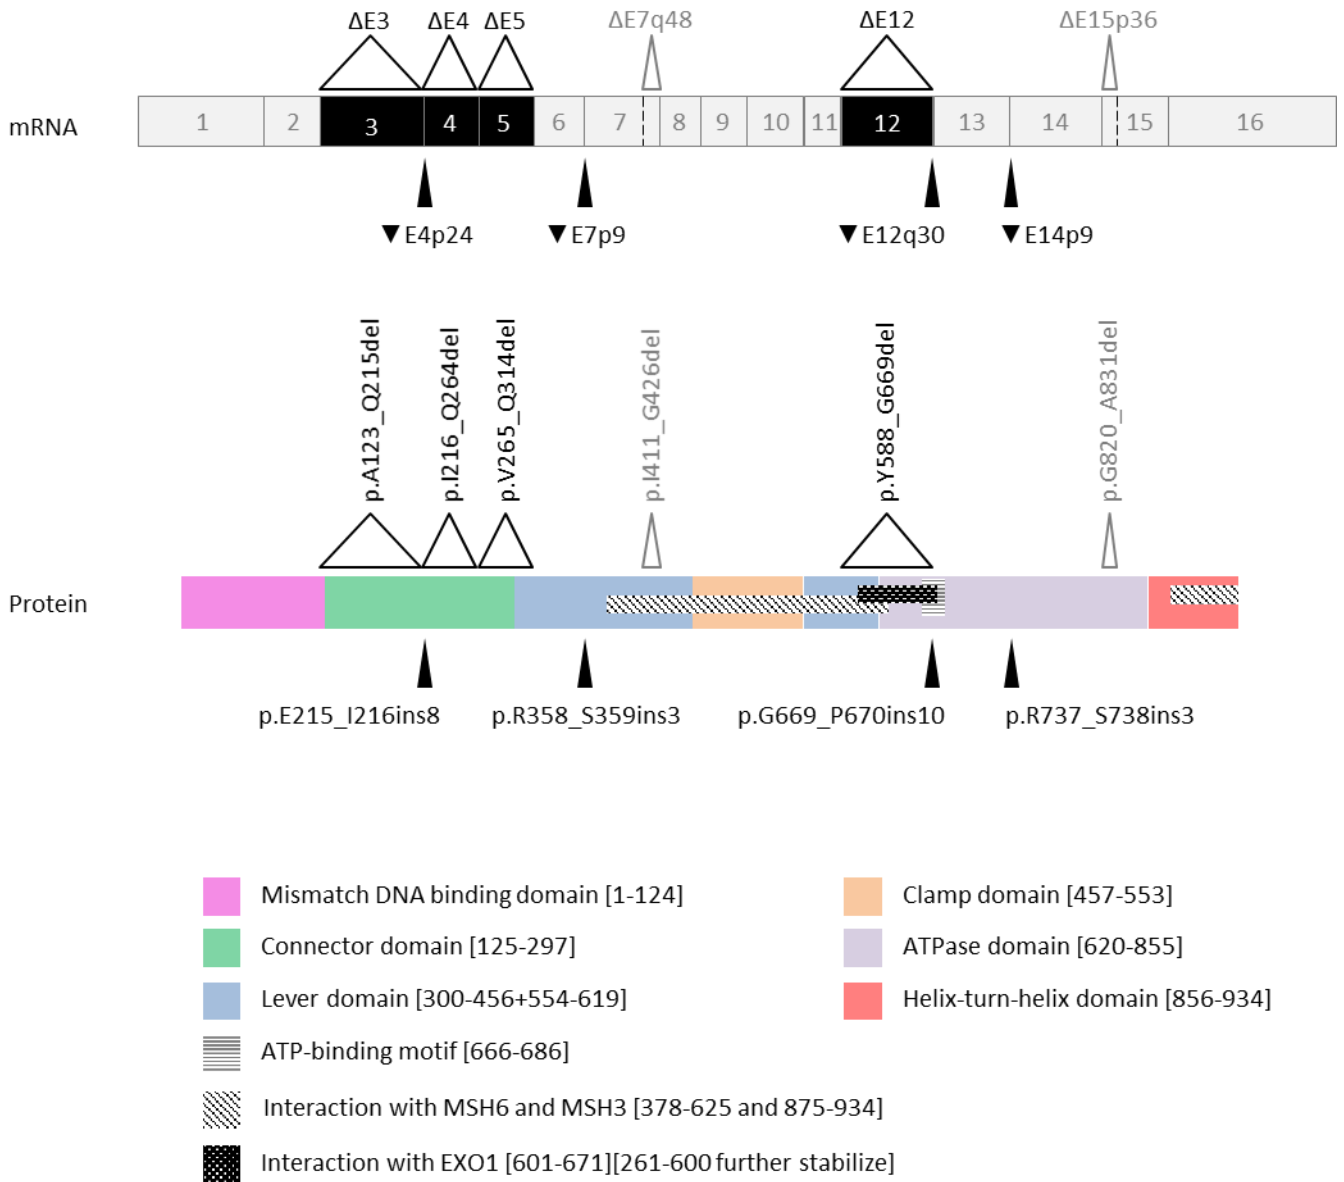 ΔE3 ΔE4 ΔE5 ΔE7q48 ΔE12 ΔE15p36
mRNA 1 2 3 4 5 6 7 8 9 10 11 12 13 14 15 16
▼E4p24 ▼E7p9 ▼E12q30 ▼E14p9
p.A123_Q215del
p.I216_Q264del
p.V265_Q314del
p.I411_G426del
p.Y588_G669del
p.G820_A831del
Protein
p.E215_I216ins8 p.R358_S359ins3 p.G669_P670ins10 p.R737_S738ins3
Mismatch DNA binding domain [1-124]
Connector domain [125-297]
Lever domain [300-456+554-619]
ATP-binding motif [666-686]
Interaction with MSH6 and MSH3 [378-625 and 875-934]
Interaction with EXO1 [601-671][261-600 further stabilize]
Clamp domain [457-553]
ATPase domain [620-855]
Helix-turn-helix domain [856-934]